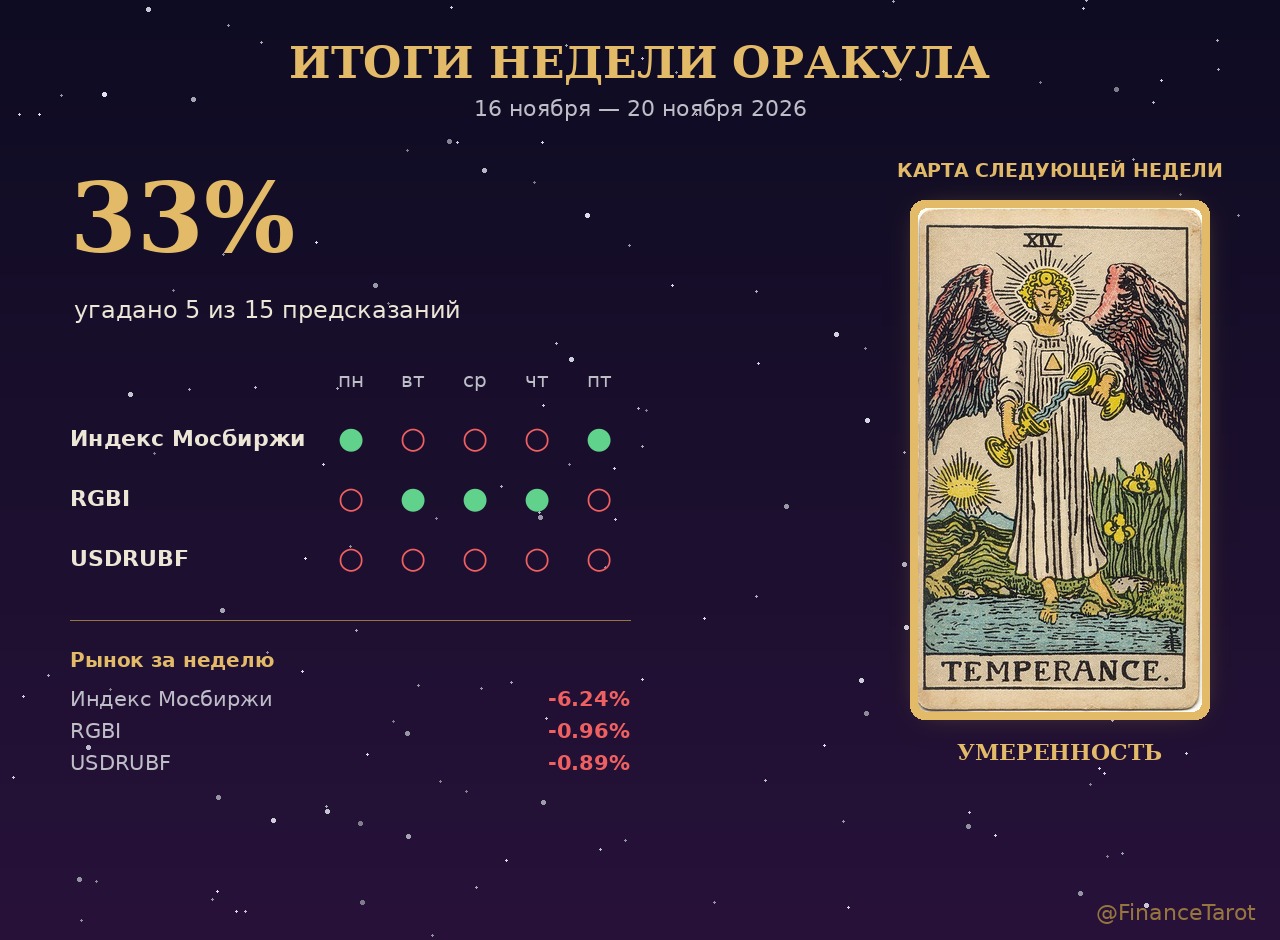 ИТОГИ НЕДЕЛИ ОРАКУЛА
16 ноября — 20 ноября 2026
33%
угадано 5 из 15 предсказаний
пн вт ср чт пт
Индекс Мосбиржи
RGBI
USDRUBF
Рынок за неделю
Индекс Мосбиржи -6.24%
RGBI -0.96%
USDRUBF -0.89%
КАРТА СЛЕДУЮЩЕЙ НЕДЕЛИ
XIV
TEMPERANCE.
УМЕРЕННОСТЬ
@FinanceTarot